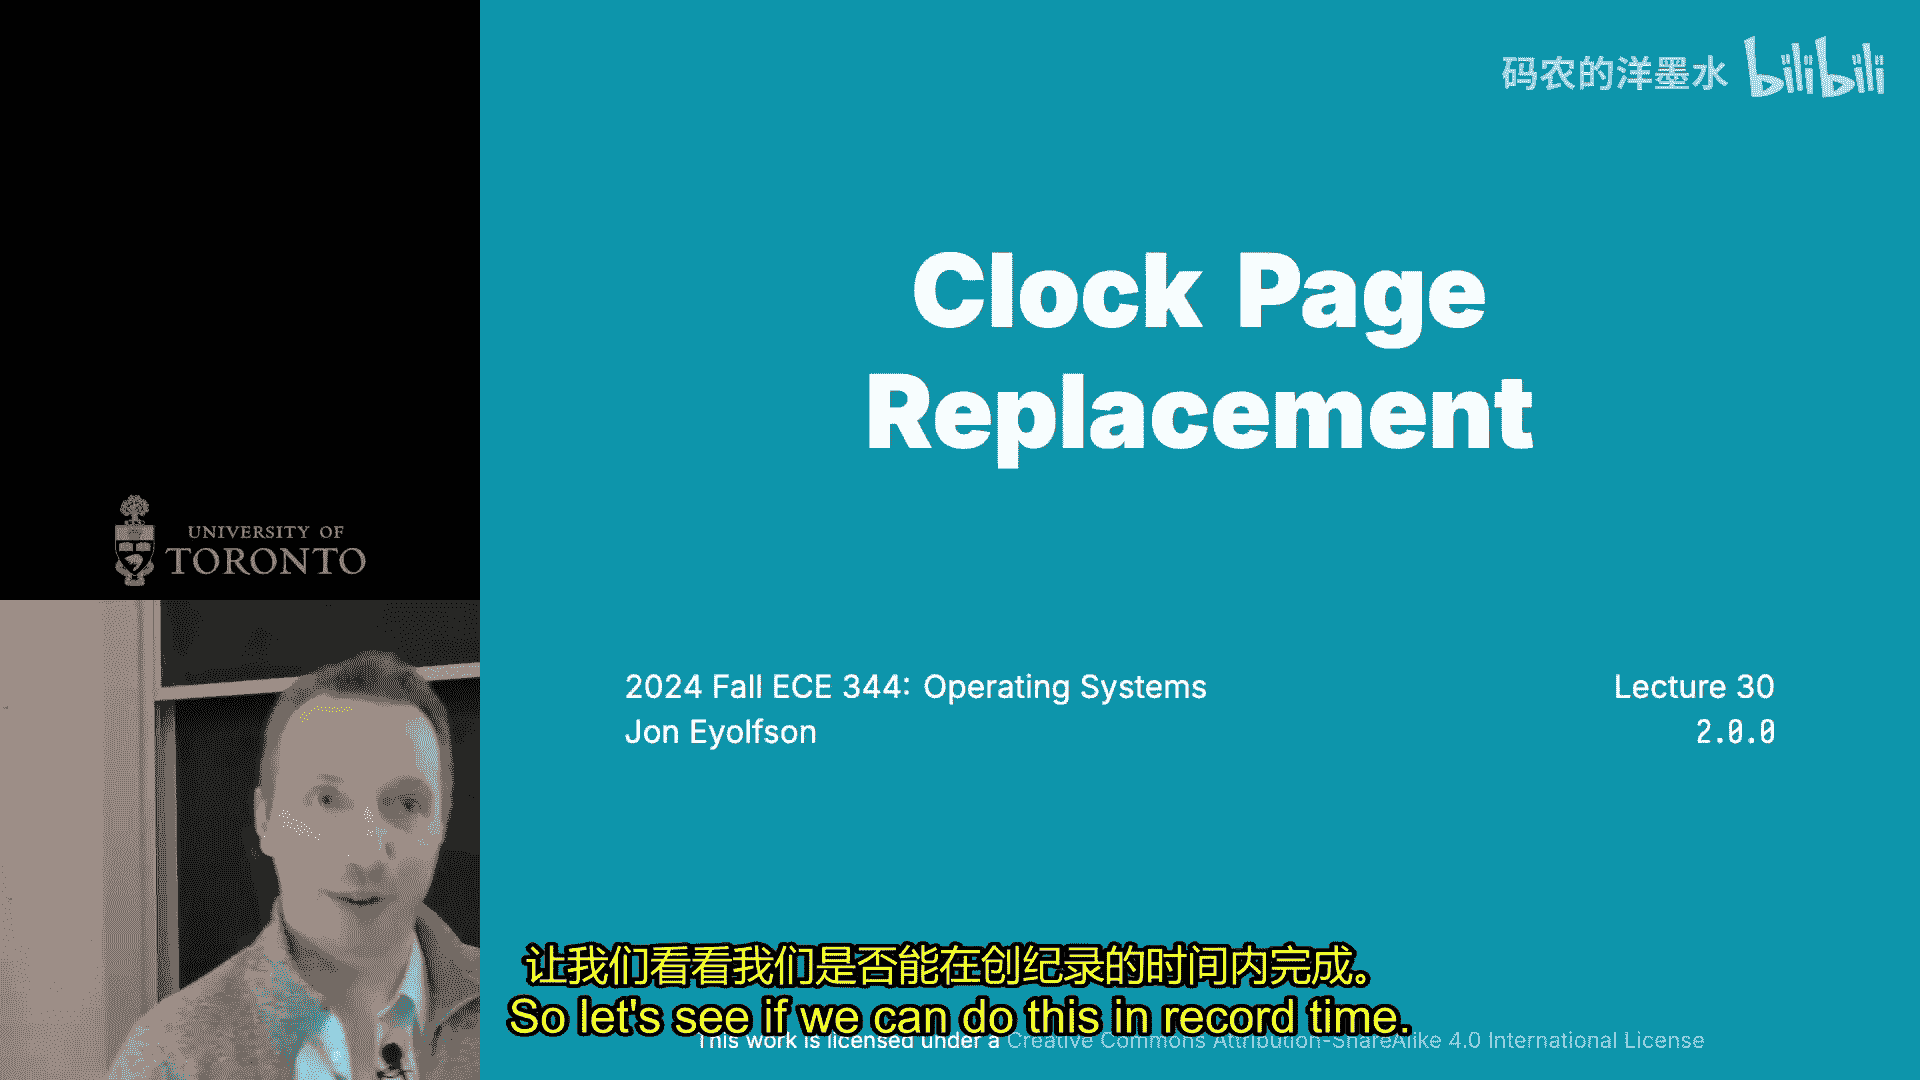 码农的洋墨水 bilibili
Clock Page
Replacement
UNIVERSITY OF
TORONTO
2024 Fall ECE 344: Operating Systems
Jon Eyolfson
Lecture 30
2.0.0
让我们看看我们是否能在创纪录的时间内完成。
So let's see if we can do this in record time.
This work is licensed under a Creative Commons Attribution-ShareAlike 4.0 International License